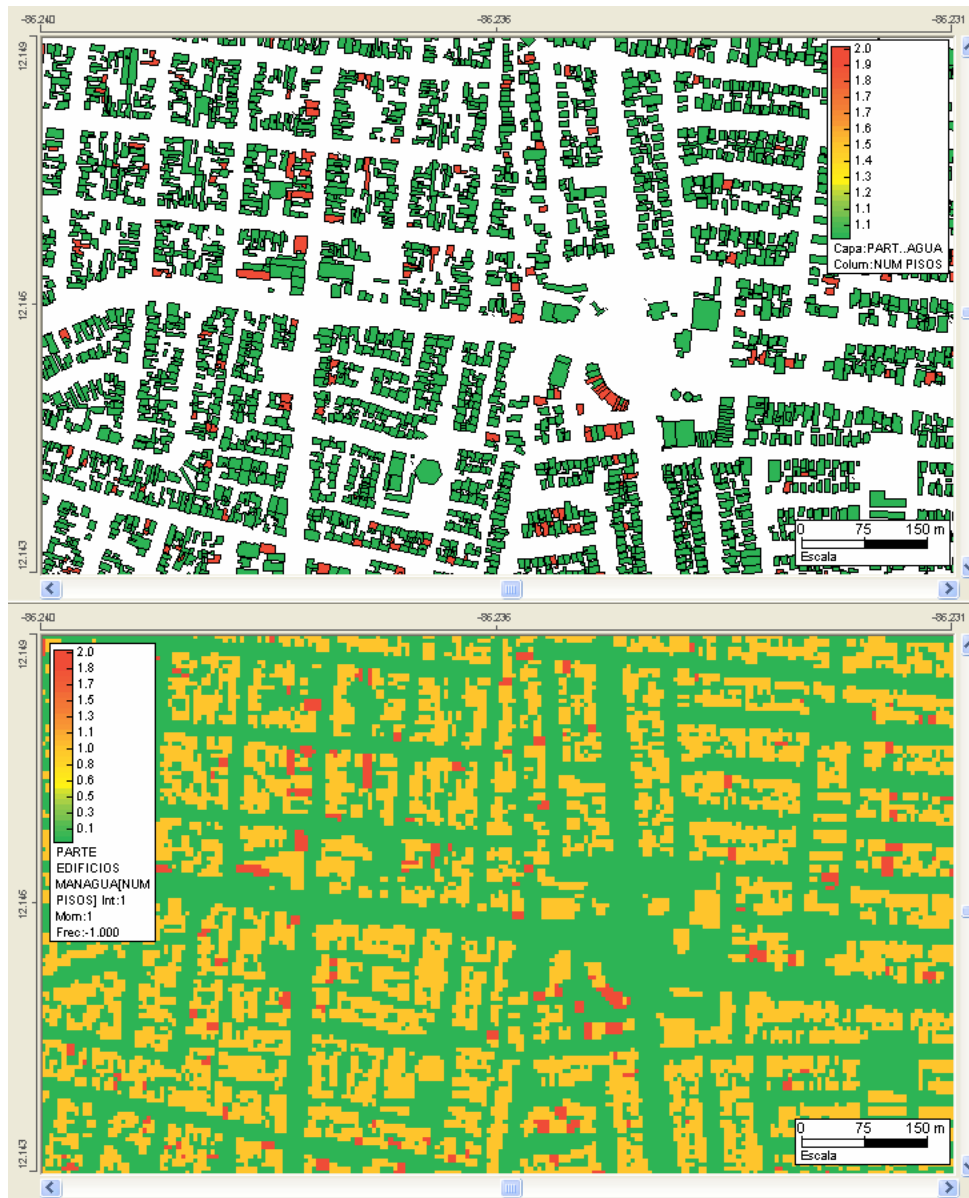 -86.240 -86.236 -86.231
12.149
2.0
1.9
1.8
1.8
1.7
1.6
1.5
1.4
1.3
1.2
1.1
1.1
Capa:PART..AGUA
Colum:NUM PISOS
12.146
0 75 150 m
Escala
12.143
-86.240 -86.236 -86.231
12.149
2.0
1.8
1.7
1.5
1.3
1.1
1.0
0.8
0.6
0.5
0.3
0.1
PARTE
EDIFICIOS
MANAGUA[NUM
PISOS] Int:1
Mom:1
Frec:-1.000
12.146
0 75 150 m
Escala
12.143